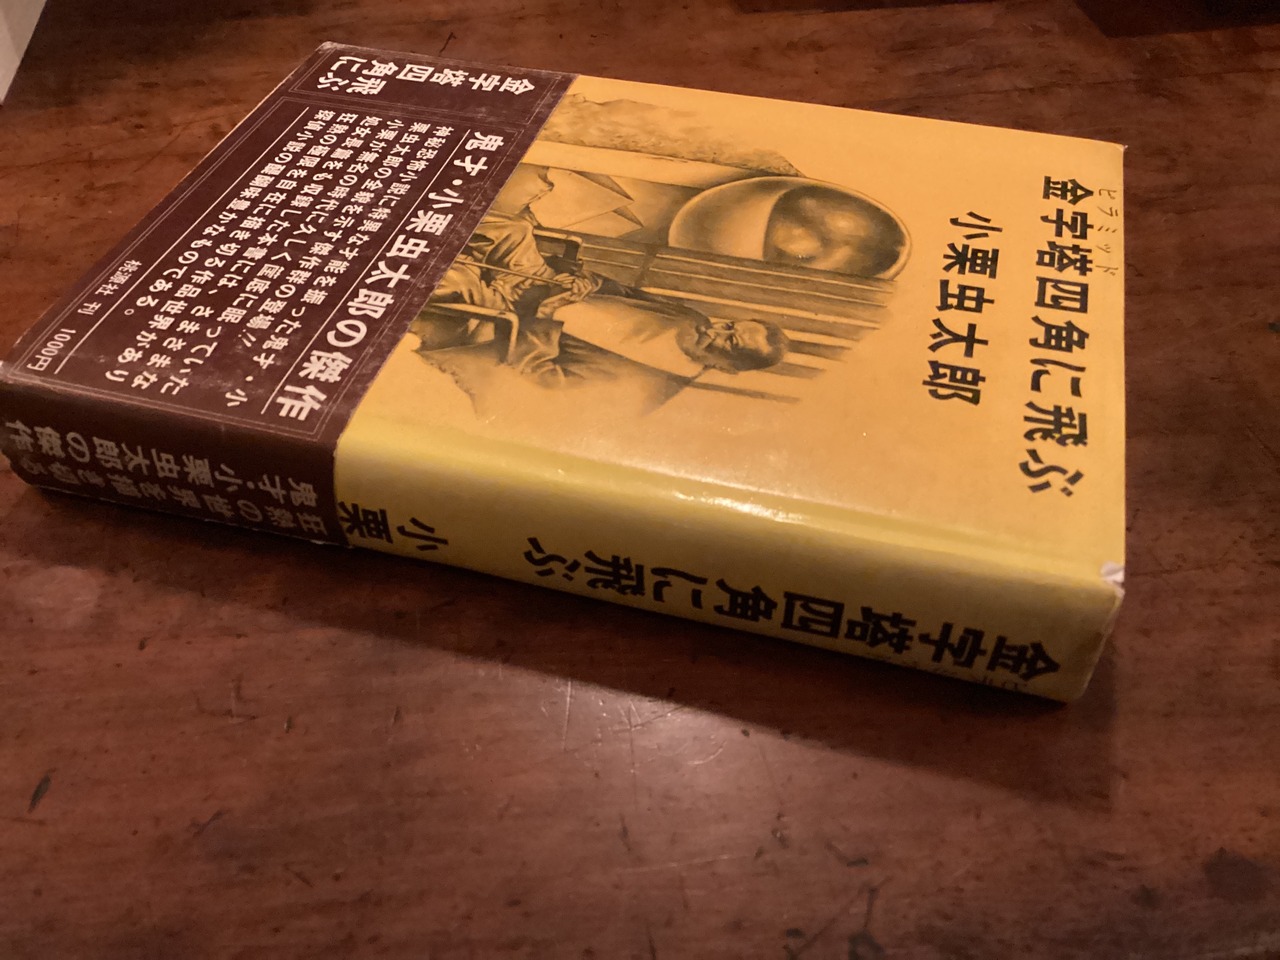 ピラミッド
金字塔四角に飛ぶ
小栗虫太郎
金字塔四角に飛ぶ
鬼才・小栗虫太郎の傑作
神秘恐怖小説に特異な才能を振った鬼才・小
栗虫太郎の全貌を示す傑作群の登場!!
小栗が無名の時代に久しく筐底に眠っていた
処女長篇をも収録した本書には、さまざまな
狂熱の極限を自在に描き切る作品世界があり
探偵小説の醍醐味豊かなものである。
桃源社 刊 1000円
金字塔四角に飛ぶ
小栗
鬼才・小栗虫太郎の傑作
狂熱の世界を描き切る